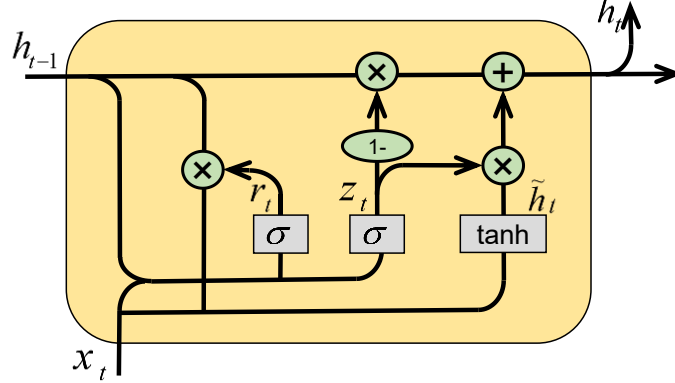 h_t
h_{t-1}
×
+
1-
×
×
r_t
z_t
h̃_t
σ
σ
tanh
x_t